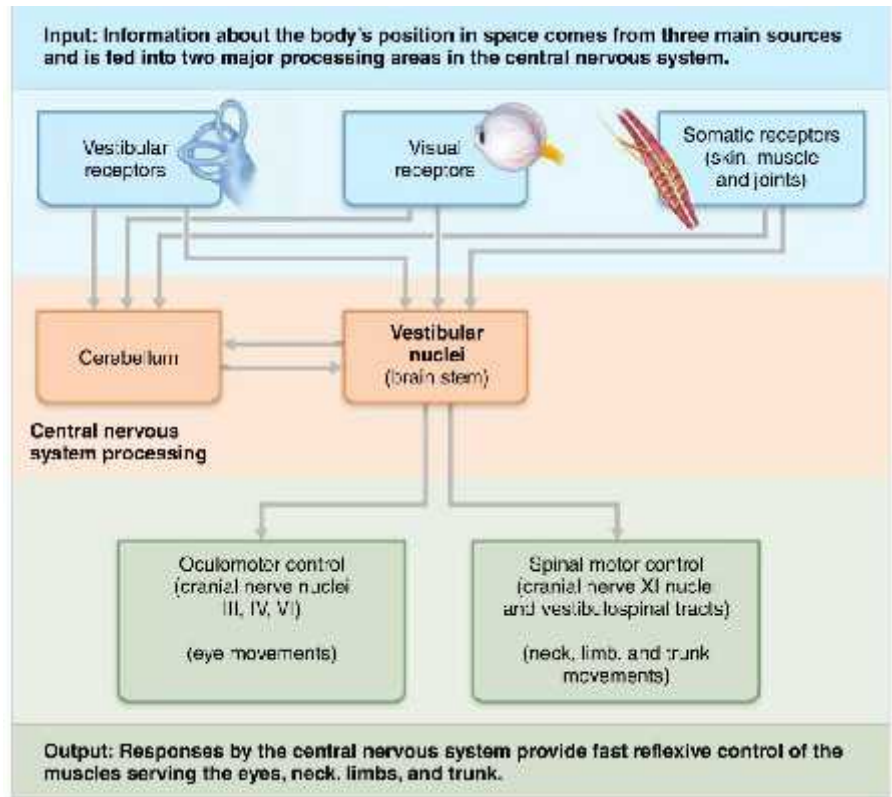 Input: Information about the body's position in space comes from three main sources
and is fed into two major processing areas in the central nervous system.
Vestibular
receptors
Visual
receptors
Somatic receptors
(skin, muscle
and joints)
Cerebellum
Vestibular
nuclei
(brain stem)
Central nervous
system processing
Oculomotor control
(cranial nerve nuclei
III, IV, VI)
(eye movements)
Spinal motor control
(cranial nerve XI nuclei
and vestibulospinal tracts)
(neck, limb, and trunk
movements)
Output: Responses by the central nervous system provide fast reflexive control of the
muscles serving the eyes, neck, limbs, and trunk.